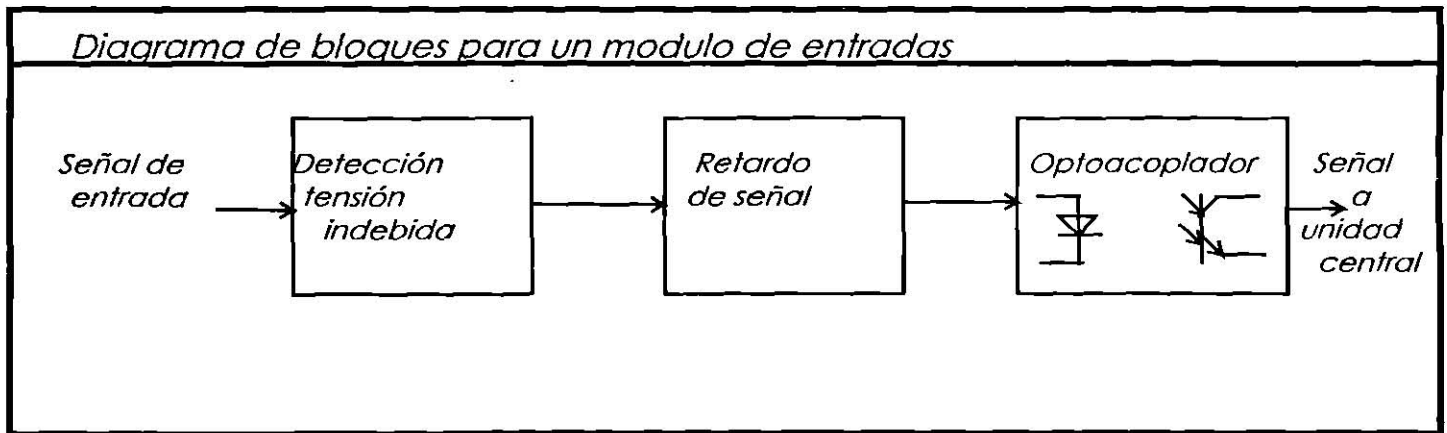 Diagrama de bloques para un modulo de entradas
Señal de
entrada
Detección
tensión
indebida
Retardo
de señal
Optoacoplador
Señal
a
unidad
central